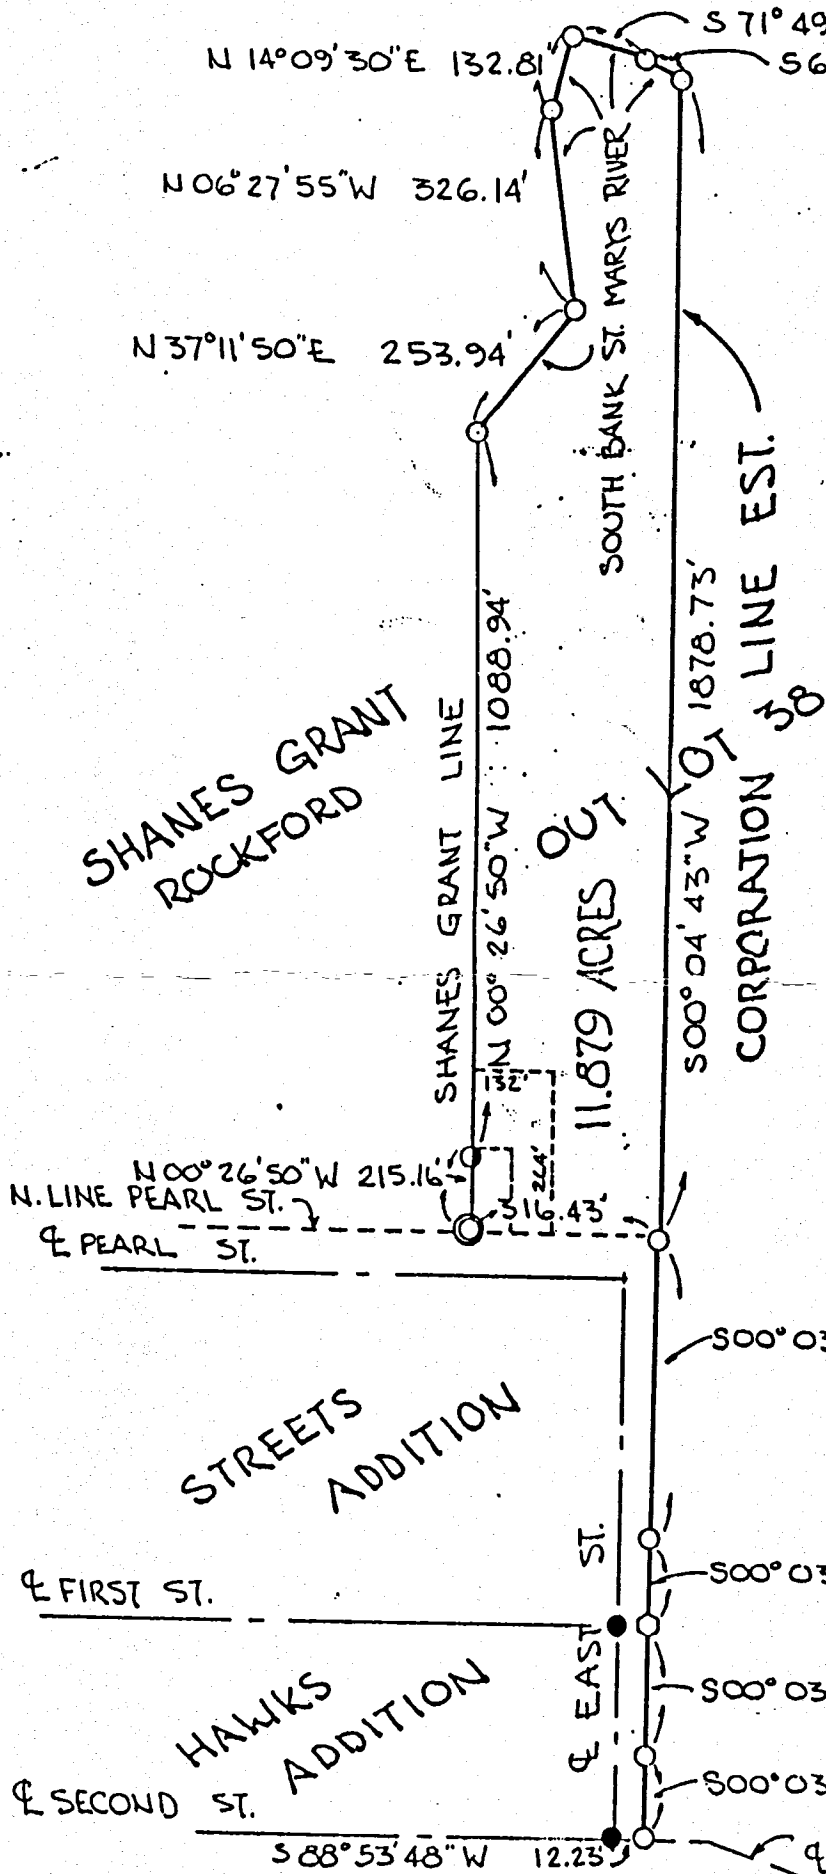 S 71° 49
N 14°09'30"E 132.81'
S6
N 06°27'55"W 326.14'
N 37°11'50"E 253.94'
SOUTH BANK ST. MARYS RIVER
CORPORATION LINE EST.
S00°04'43"W 1878.73'
SHANES GRANT
ROCKFORD
SHANES GRANT LINE
N 00°26'50"W 1088.94'
OUT LOT 38
11.879 ACRES
132'
264'
N00°26'50"W 215.16'
316.43'
N. LINE PEARL ST.
℄ PEARL ST.
S00°03
STREETS
ADDITION
℄ EAST ST.
℄ FIRST ST.
S00°03
HAWKS
ADDITION
S00°03
S00°03
℄ SECOND ST.
S 88°53'48"W 12.23'
℄